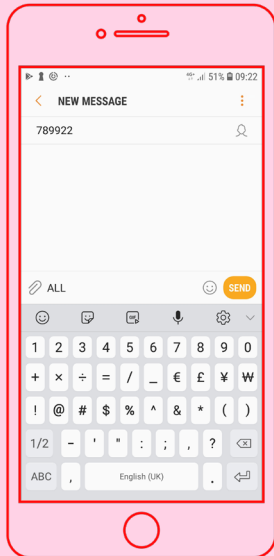 51% 09:22
NEW MESSAGE
789922
ALL SEND
1 2 3 4 5 6 7 8 9 0
+ × ÷ = / _ € £ ¥ ₩
! @ # $ % ^ & * ( )
1/2 - ' " : ; , ?
ABC , English (UK) .